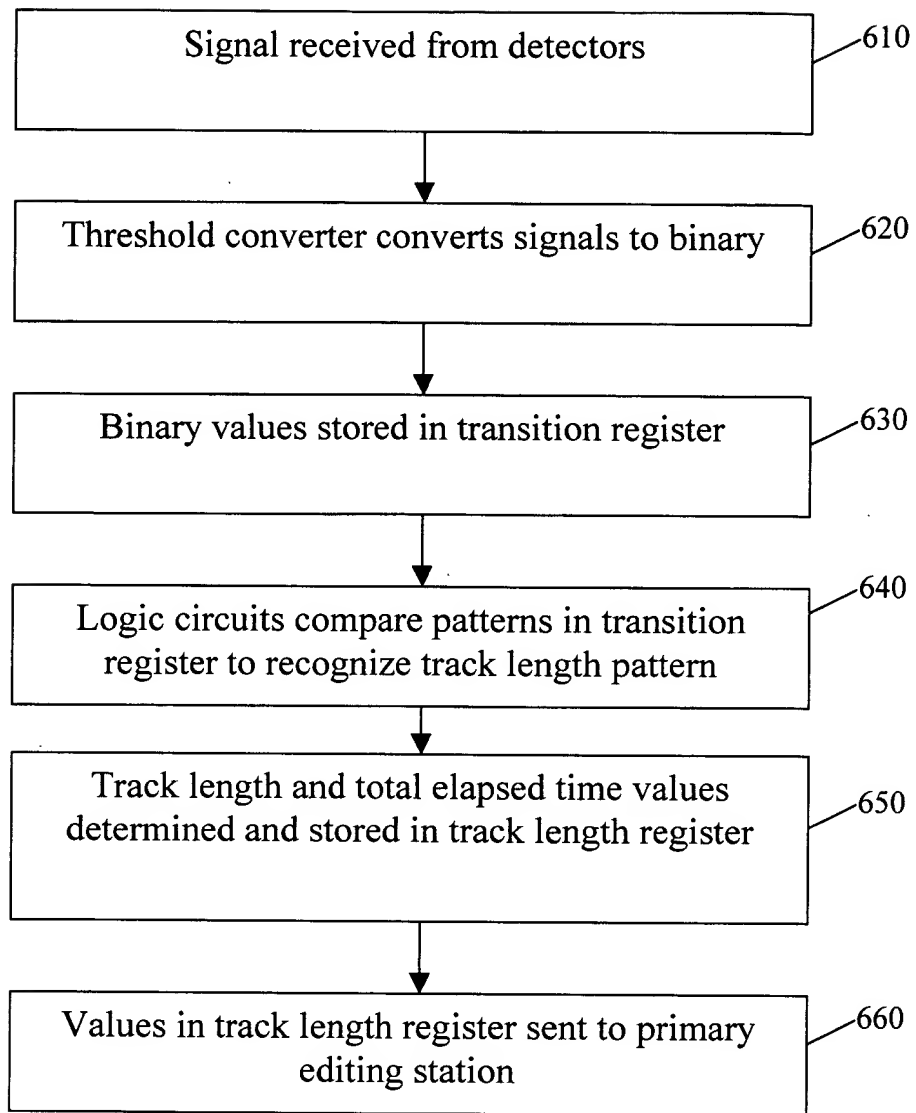 Signal received from detectors
610
Threshold converter converts signals to binary
620
Binary values stored in transition register
630
Logic circuits compare patterns in transition
register to recognize track length pattern
640
Track length and total elapsed time values
determined and stored in track length register
650
Values in track length register sent to primary
editing station
660